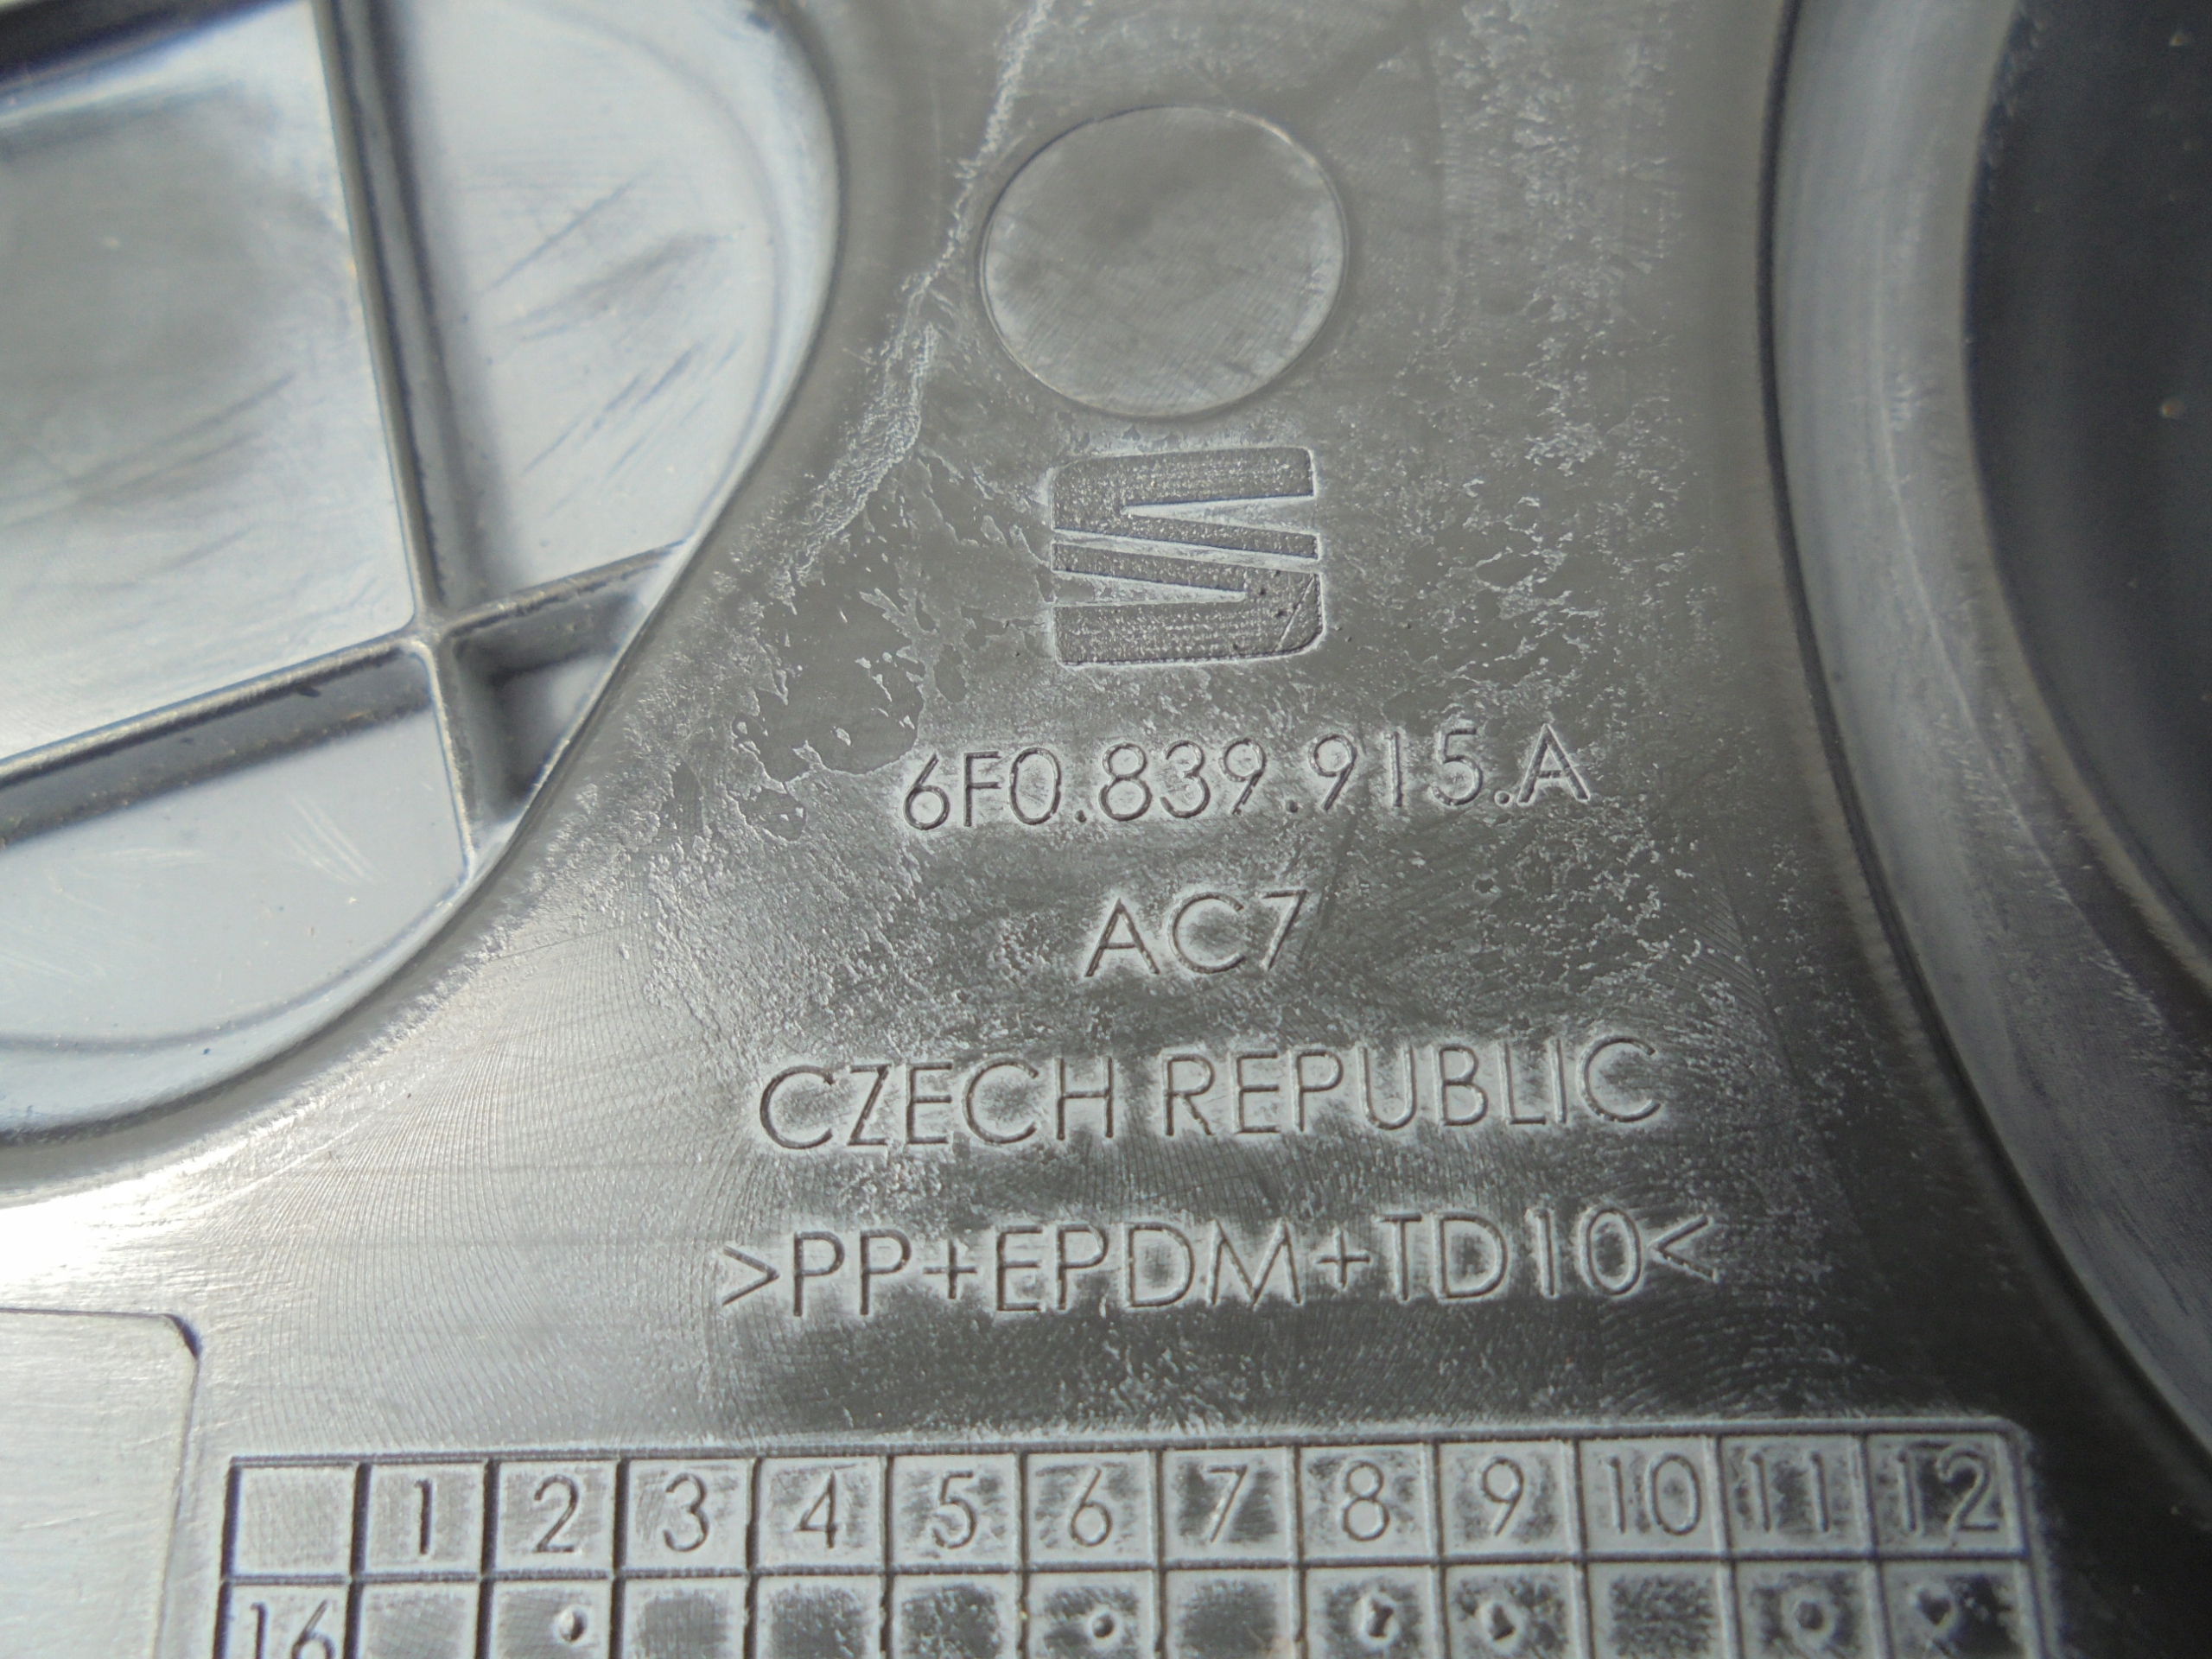 6F0.839.915.A
AC7
CZECH REPUBLIC
>PP+EPDM+TD10<
1 2 3 4 5 6 7 8 9 10 11 12
16